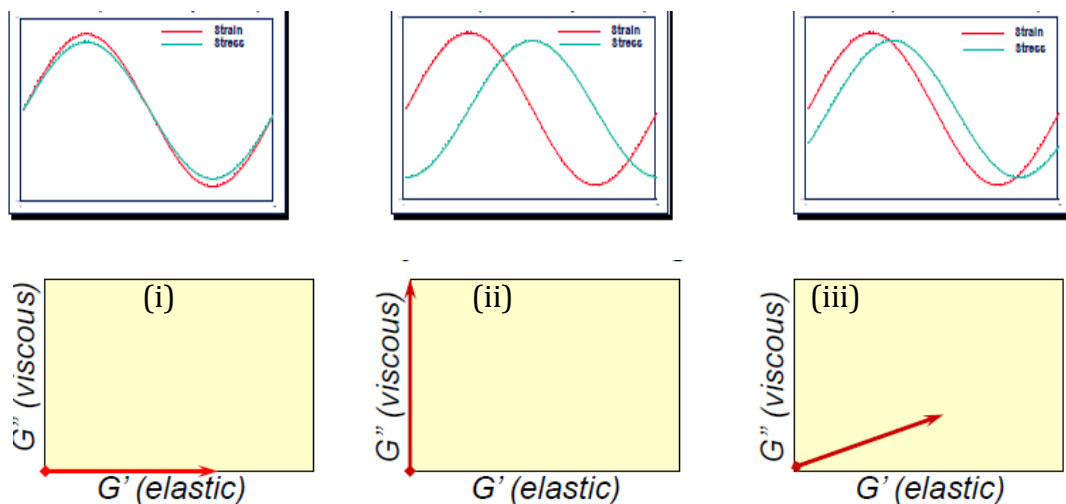 Strain
Stress
Strain
Stress
Strain
Stress
(i)
G” (viscous)
G’ (elastic)
(ii)
G” (viscous)
G’ (elastic)
(iii)
G” (viscous)
G’ (elastic)